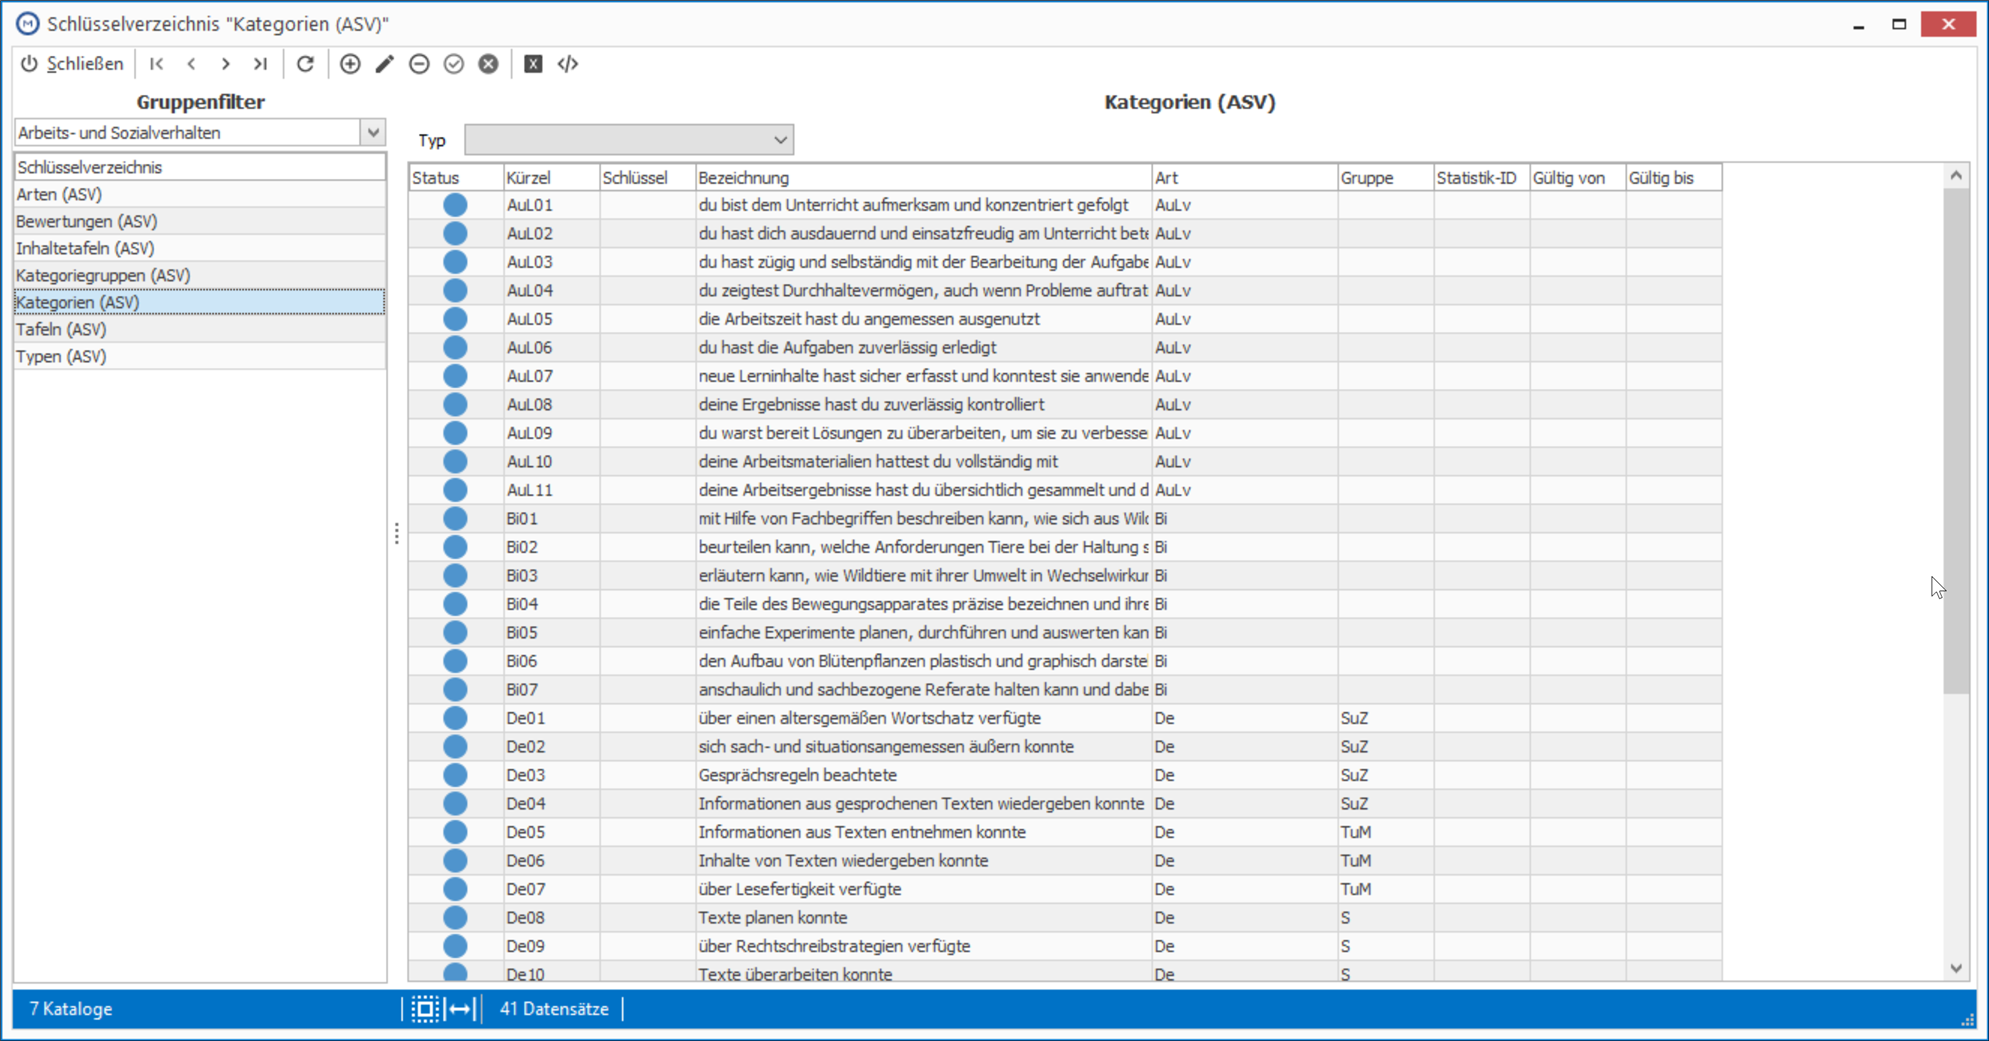 Schlüsselverzeichnis "Kategorien (ASV)"
Schließen
Gruppenfilter
Arbeits- und Sozialverhalten
Schlüsselverzeichnis
Arten (ASV)
Bewertungen (ASV)
Inhaltetafeln (ASV)
Kategoriegruppen (ASV)
Kategorien (ASV)
Tafeln (ASV)
Typen (ASV)
Kategorien (ASV)
Typ
Status Kürzel Schlüssel Bezeichnung Art Gruppe Statistik-ID Gültig von Gültig bis
AuL01 du bist dem Unterricht aufmerksam und konzentriert gefolgt AuLv
AuL02 du hast dich ausdauernd und einsatzfreudig am Unterricht bete AuLv
AuL03 du hast zügig und selbständig mit der Bearbeitung der Aufgabe AuLv
AuL04 du zeigtest Durchhaltevermögen, auch wenn Probleme auftrat AuLv
AuL05 die Arbeitszeit hast du angemessen ausgenutzt AuLv
AuL06 du hast die Aufgaben zuverlässig erledigt AuLv
AuL07 neue Lerninhalte hast sicher erfasst und konntest sie anwende AuLv
AuL08 deine Ergebnisse hast du zuverlässig kontrolliert AuLv
AuL09 du warst bereit Lösungen zu überarbeiten, um sie zu verbesse AuLv
AuL10 deine Arbeitsmaterialien hattest du vollständig mit AuLv
AuL11 deine Arbeitsergebnisse hast du übersichtlich gesammelt und d AuLv
Bi01 mit Hilfe von Fachbegriffen beschreiben kann, wie sich aus Wild Bi
Bi02 beurteilen kann, welche Anforderungen Tiere bei der Haltung s Bi
Bi03 erläutern kann, wie Wildtiere mit ihrer Umwelt in Wechselwirkun Bi
Bi04 die Teile des Bewegungsapparates präzise bezeichnen und ihre Bi
Bi05 einfache Experimente planen, durchführen und auswerten kan Bi
Bi06 den Aufbau von Blütenpflanzen plastisch und graphisch darste Bi
Bi07 anschaulich und sachbezogene Referate halten kann und dabe Bi
De01 über einen altersgemäßen Wortschatz verfügte De SuZ
De02 sich sach- und situationsangemessen äußern konnte De SuZ
De03 Gesprächsregeln beachtete De SuZ
De04 Informationen aus gesprochenen Texten wiedergeben konnte De SuZ
De05 Informationen aus Texten entnehmen konnte De TuM
De06 Inhalte von Texten wiedergeben konnte De TuM
De07 über Lesefertigkeit verfügte De TuM
De08 Texte planen konnte De S
De09 über Rechtschreibstrategien verfügte De S
De10 Texte überarbeiten konnte De S
7 Kataloge
41 Datensätze